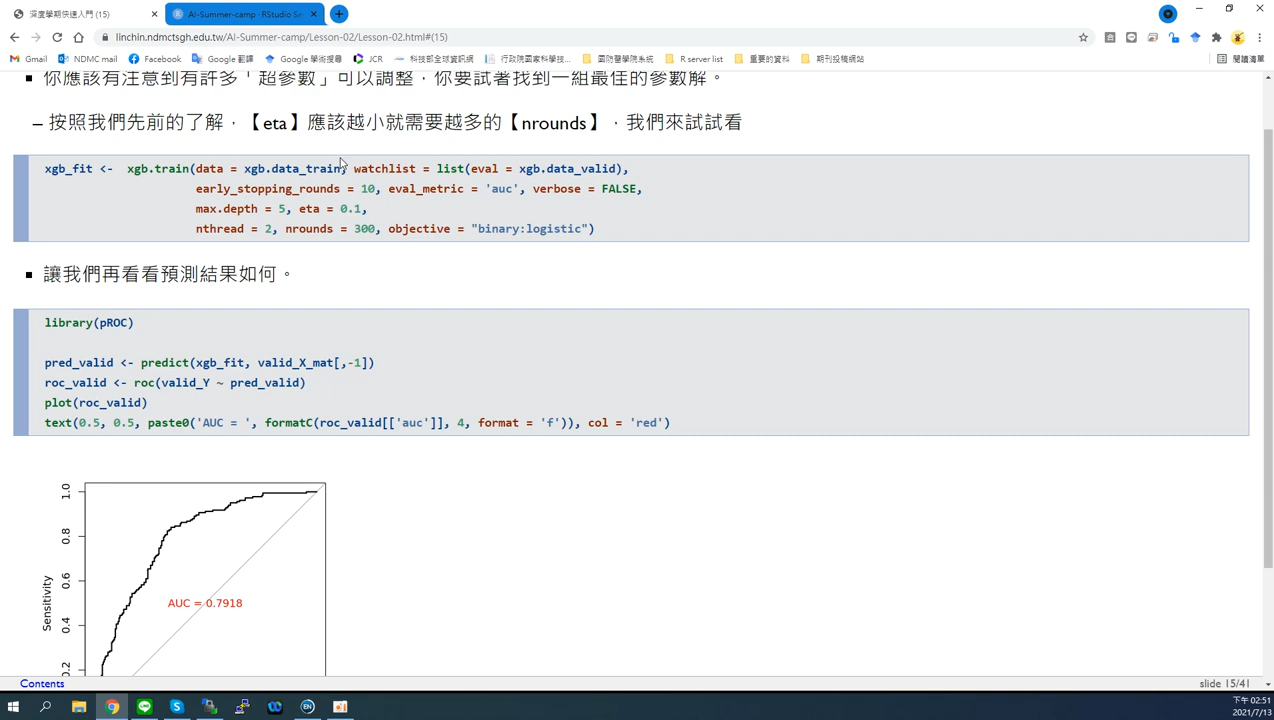 深度學期快速入門 (15)
AI-Summer-camp - RStudio Se
linchin.ndmctsgh.edu.tw/AI-Summer-camp/Lesson-02/Lesson-02.html#(15)
Gmail NDMC mail Facebook Google 翻譯 Google 學術搜尋 JCR 科技部全球資訊網 行政院國家科學... 國防醫學院系統 R server list 重要的資料 期刊投稿網站 閱讀清單
▪ 你應該有注意到有許多「超參數」可以調整，你要試著找到一組最佳的參數解。
– 按照我們先前的了解，【eta】應該越小就需要越多的【nrounds】，我們來試試看
xgb_fit <- xgb.train(data = xgb.data_train, watchlist = list(eval = xgb.data_valid),
early_stopping_rounds = 10, eval_metric = 'auc', verbose = FALSE,
max.depth = 5, eta = 0.1,
nthread = 2, nrounds = 300, objective = "binary:logistic")
▪ 讓我們再看看預測結果如何。
library(pROC)
pred_valid <- predict(xgb_fit, valid_X_mat[,-1])
roc_valid <- roc(valid_Y ~ pred_valid)
plot(roc_valid)
text(0.5, 0.5, paste0('AUC = ', formatC(roc_valid[['auc']], 4, format = 'f')), col = 'red')
1.0
0.8
0.6
0.4
0.2
Sensitivity
AUC = 0.7918
Contents
slide 15/41
EN
下午 02:51
2021/7/13